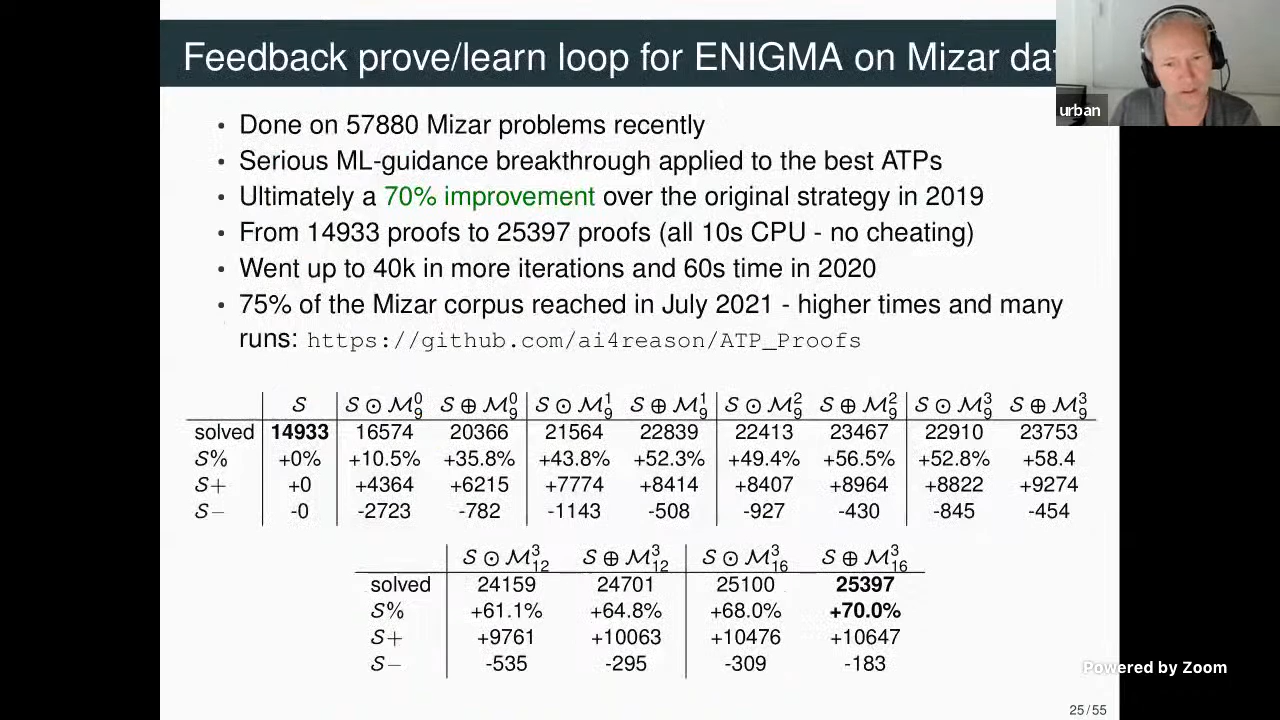 Feedback prove/learn loop for ENIGMA on Mizar dat
urban
• Done on 57880 Mizar problems recently
• Serious ML-guidance breakthrough applied to the best ATPs
• Ultimately a 70% improvement over the original strategy in 2019
• From 14933 proofs to 25397 proofs (all 10s CPU - no cheating)
• Went up to 40k in more iterations and 60s time in 2020
• 75% of the Mizar corpus reached in July 2021 - higher times and many
runs: https://github.com/ai4reason/ATP_Proofs
𝒮 𝒮 ⊙ ℳ⁰₉ 𝒮 ⊕ ℳ⁰₉ 𝒮 ⊙ ℳ¹₉ 𝒮 ⊕ ℳ¹₉ 𝒮 ⊙ ℳ²₉ 𝒮 ⊕ ℳ²₉ 𝒮 ⊙ ℳ³₉ 𝒮 ⊕ ℳ³₉
solved 14933 16574 20366 21564 22839 22413 23467 22910 23753
𝒮% +0% +10.5% +35.8% +43.8% +52.3% +49.4% +56.5% +52.8% +58.4
𝒮+ +0 +4364 +6215 +7774 +8414 +8407 +8964 +8822 +9274
𝒮− -0 -2723 -782 -1143 -508 -927 -430 -845 -454
𝒮 ⊙ ℳ³₁₂ 𝒮 ⊕ ℳ³₁₂ 𝒮 ⊙ ℳ³₁₆ 𝒮 ⊕ ℳ³₁₆
solved 24159 24701 25100 25397
𝒮% +61.1% +64.8% +68.0% +70.0%
𝒮+ +9761 +10063 +10476 +10647
𝒮− -535 -295 -309 -183
Powered by Zoom
25/55